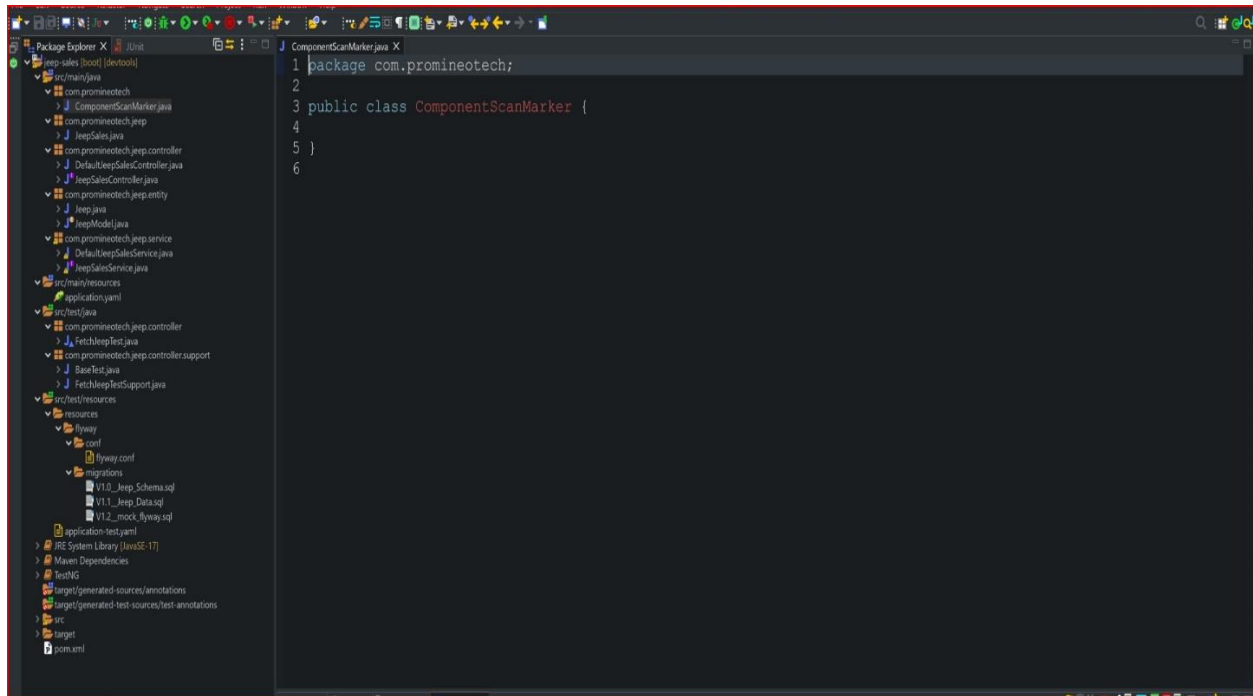 Package Explorer X JUnit
jeep-sales [boot] [devtools]
src/main/java
com.promineotech
ComponentScanMarker.java
com.promineotech.jeep
JeepSales.java
com.promineotech.jeep.controller
DefaultJeepSalesController.java
JeepSalesController.java
com.promineotech.jeep.entity
Jeep.java
JeepModel.java
com.promineotech.jeep.service
DefaultJeepSalesService.java
JeepSalesService.java
src/main/resources
application.yaml
src/test/java
com.promineotech.jeep.controller
FetchJeepTest.java
com.promineotech.jeep.controller.support
BaseTest.java
FetchJeepTestSupport.java
src/test/resources
resources
flyway
conf
flyway.conf
migrations
V1.0__Jeep_Schema.sql
V1.1__Jeep_Data.sql
V1.2__mock_flyway.sql
application-test.yaml
JRE System Library [JavaSE-17]
Maven Dependencies
TestNG
target/generated-sources/annotations
target/generated-test-sources/test-annotations
src
target
pom.xml
ComponentScanMarker.java X
1 package com.promineotech;
2
3 public class ComponentScanMarker {
4
5 }
6